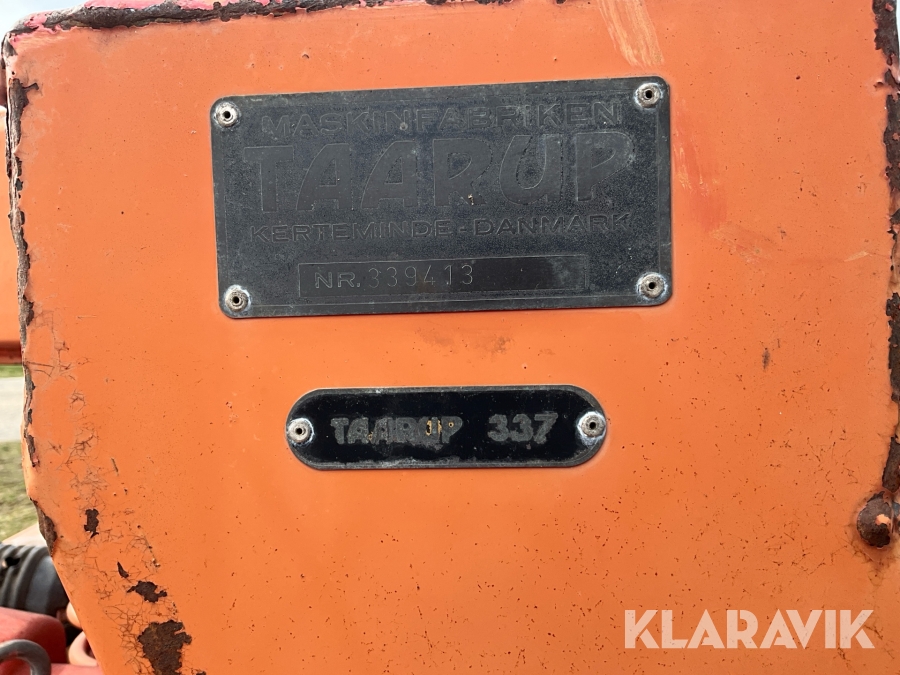 MASKINFABRIKEN
TAARUP
KERTEMINDE-DANMARK
NR. 339413
TAARUP 337
KLARAVIK